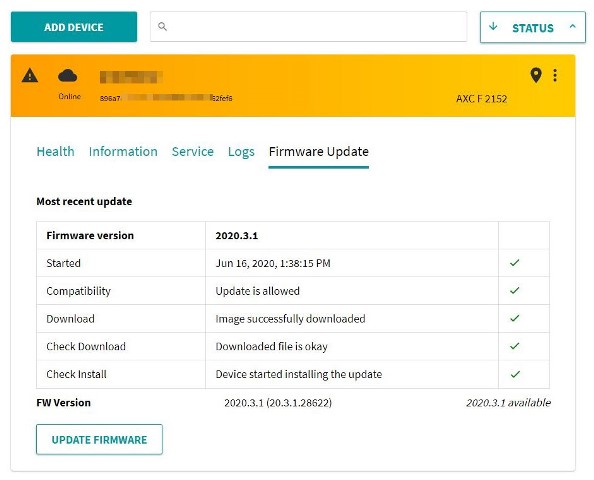 ADD DEVICE
STATUS
Online
AXC F 2152
Health Information Service Logs Firmware Update
Most recent update
Firmware version 2020.3.1
Started Jun 16, 2020, 1:38:15 PM
Compatibility Update is allowed
Download Image successfully downloaded
Check Download Downloaded file is okay
Check Install Device started installing the update
FW Version 2020.3.1 (20.3.1.28622) 2020.3.1 available
UPDATE FIRMWARE